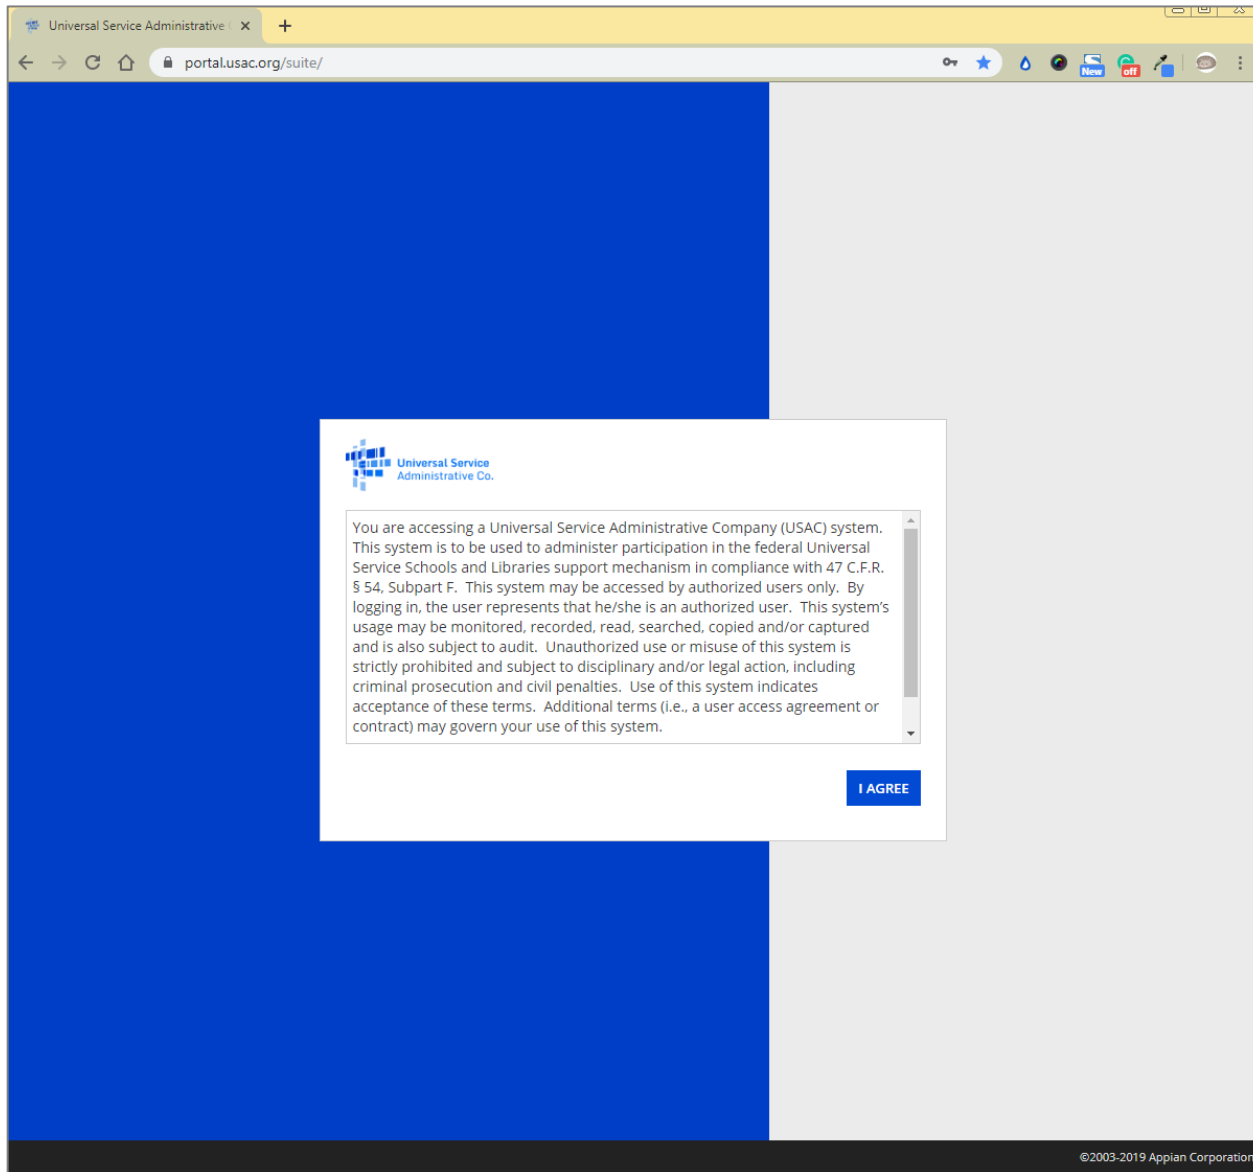 Universal Service Administrative
portal.usac.org/suite/
New
off
Universal Service
Administrative Co.
You are accessing a Universal Service Administrative Company (USAC) system.
This system is to be used to administer participation in the federal Universal
Service Schools and Libraries support mechanism in compliance with 47 C.F.R.
§ 54, Subpart F.  This system may be accessed by authorized users only.  By
logging in, the user represents that he/she is an authorized user.  This system’s
usage may be monitored, recorded, read, searched, copied and/or captured
and is also subject to audit.  Unauthorized use or misuse of this system is
strictly prohibited and subject to disciplinary and/or legal action, including
criminal prosecution and civil penalties.  Use of this system indicates
acceptance of these terms.  Additional terms (i.e., a user access agreement or
contract) may govern your use of this system.
I AGREE
©2003-2019 Appian Corporation